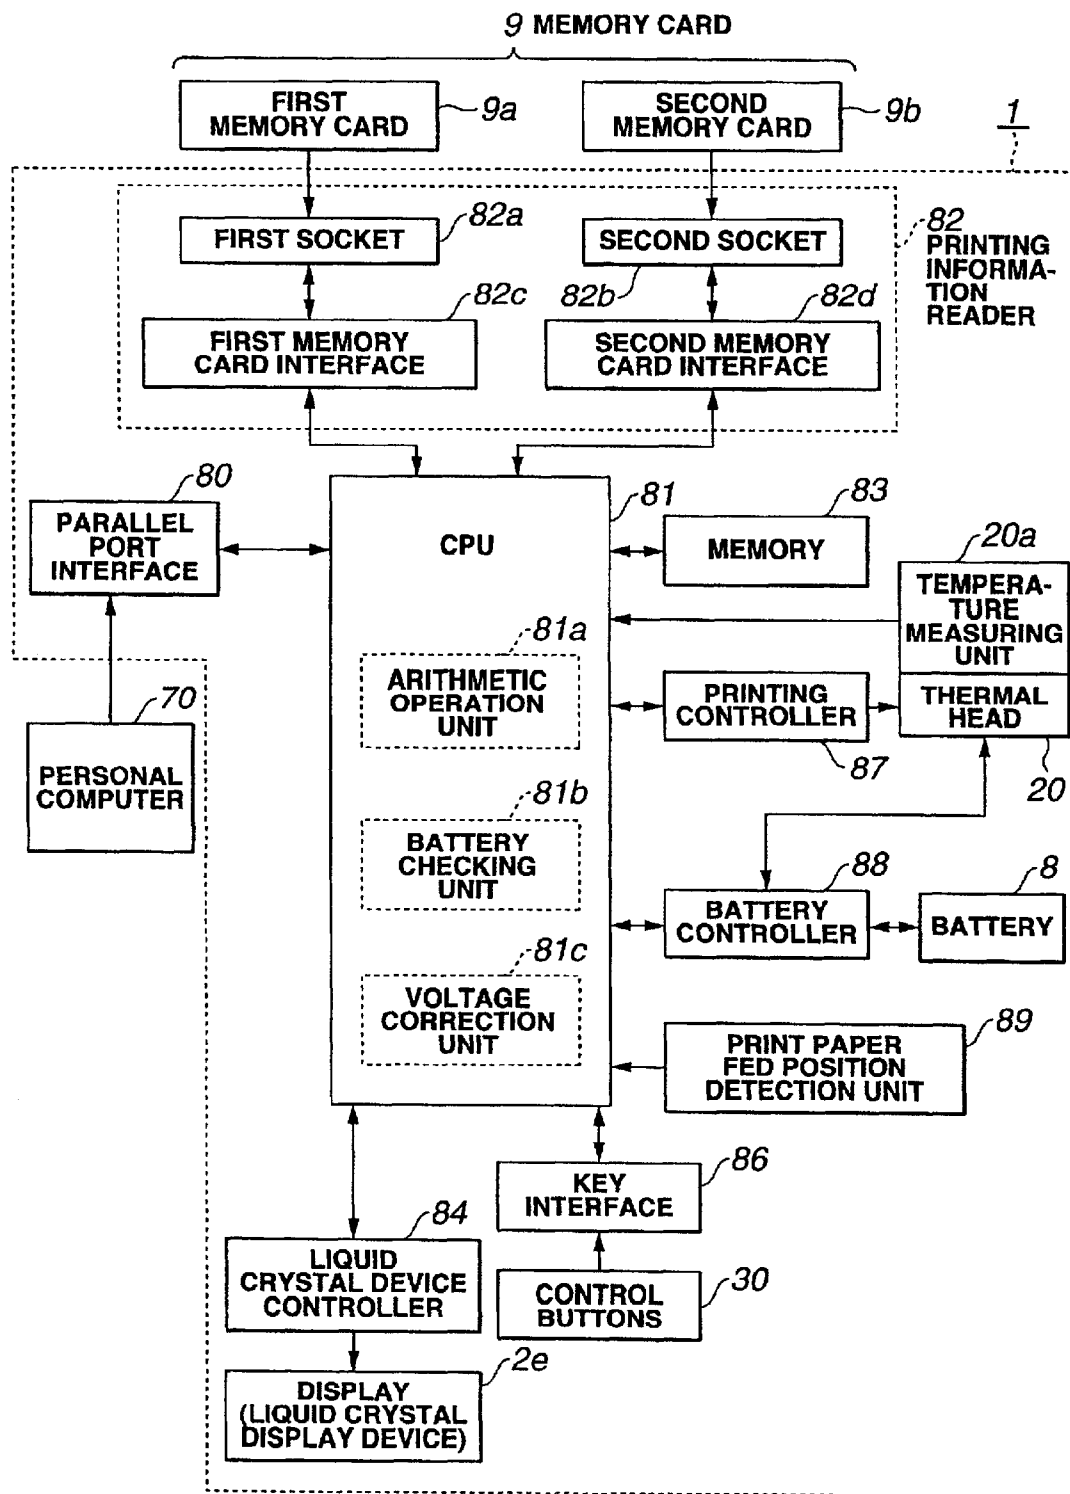 9 MEMORY CARD
FIRST
MEMORY CARD
9a
SECOND
MEMORY CARD
9b
1
FIRST SOCKET
82a
SECOND SOCKET
82b
82
PRINTING
INFORMA-
TION
READER
82c
FIRST MEMORY
CARD INTERFACE
82d
SECOND MEMORY
CARD INTERFACE
80
PARALLEL
PORT
INTERFACE
CPU
81
83
MEMORY
20a
TEMPERA-
TURE
MEASURING
UNIT
THERMAL
HEAD
20
81a
ARITHMETIC
OPERATION
UNIT
PRINTING
CONTROLLER
87
70
PERSONAL
COMPUTER
81b
BATTERY
CHECKING
UNIT
88
BATTERY
CONTROLLER
8
BATTERY
81c
VOLTAGE
CORRECTION
UNIT
89
PRINT PAPER
FED POSITION
DETECTION UNIT
86
KEY
INTERFACE
84
LIQUID
CRYSTAL DEVICE
CONTROLLER
30
CONTROL
BUTTONS
2e
DISPLAY
(LIQUID CRYSTAL
DISPLAY DEVICE)